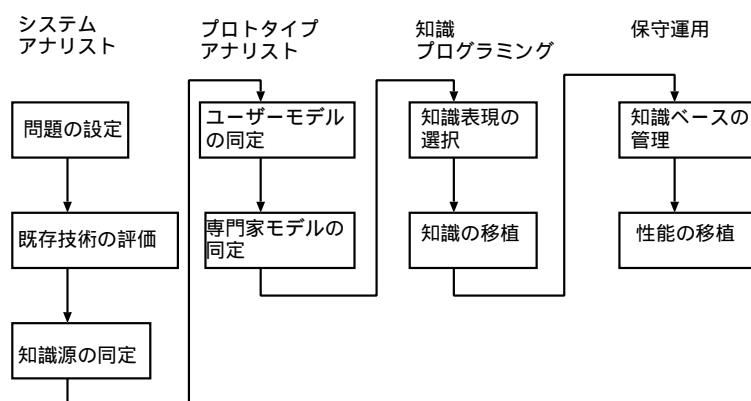 システム
アナリスト
プロトタイプ
アナリスト
知識
プログラミング
保守運用
問題の設定
既存技術の評価
知識源の同定
ユーザーモデル
の同定
専門家モデルの
同定
知識表現の
選択
知識の移植
知識ベースの
管理
性能の移植